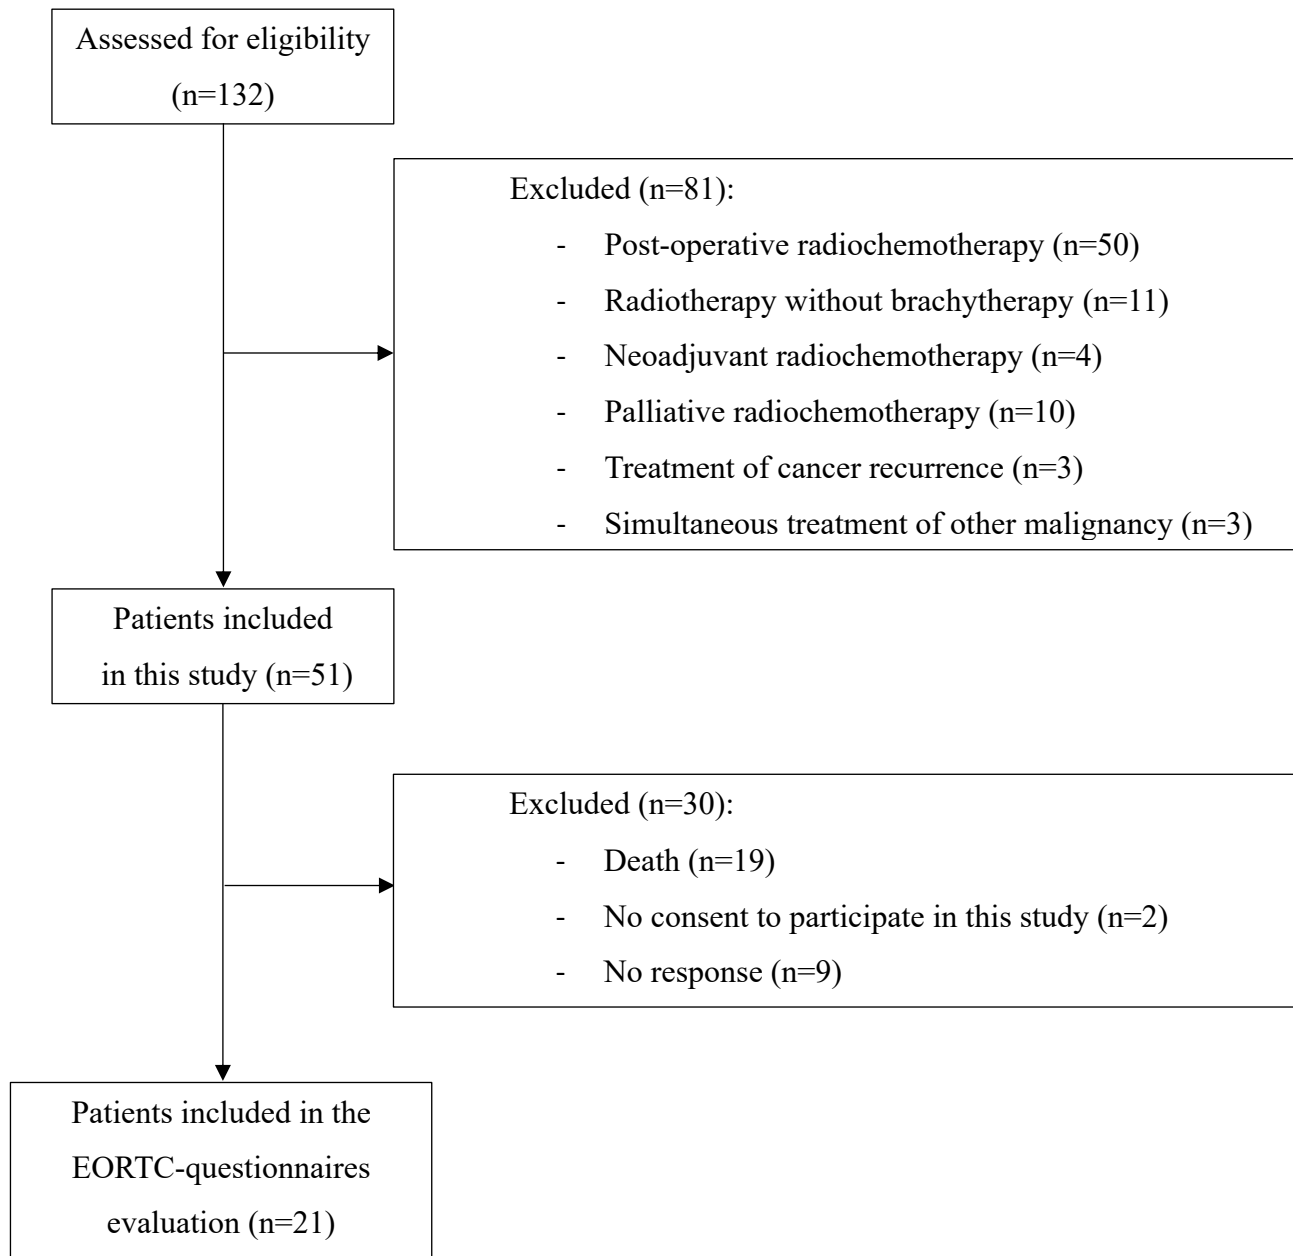 Assessed for eligibility
(n=132)
Excluded (n=81):
- Post-operative radiochemotherapy (n=50)
- Radiotherapy without brachytherapy (n=11)
- Neoadjuvant radiochemotherapy (n=4)
- Palliative radiochemotherapy (n=10)
- Treatment of cancer recurrence (n=3)
- Simultaneous treatment of other malignancy (n=3)
Patients included
in this study (n=51)
Excluded (n=30):
- Death (n=19)
- No consent to participate in this study (n=2)
- No response (n=9)
Patients included in the
EORTC-questionnaires
evaluation (n=21)